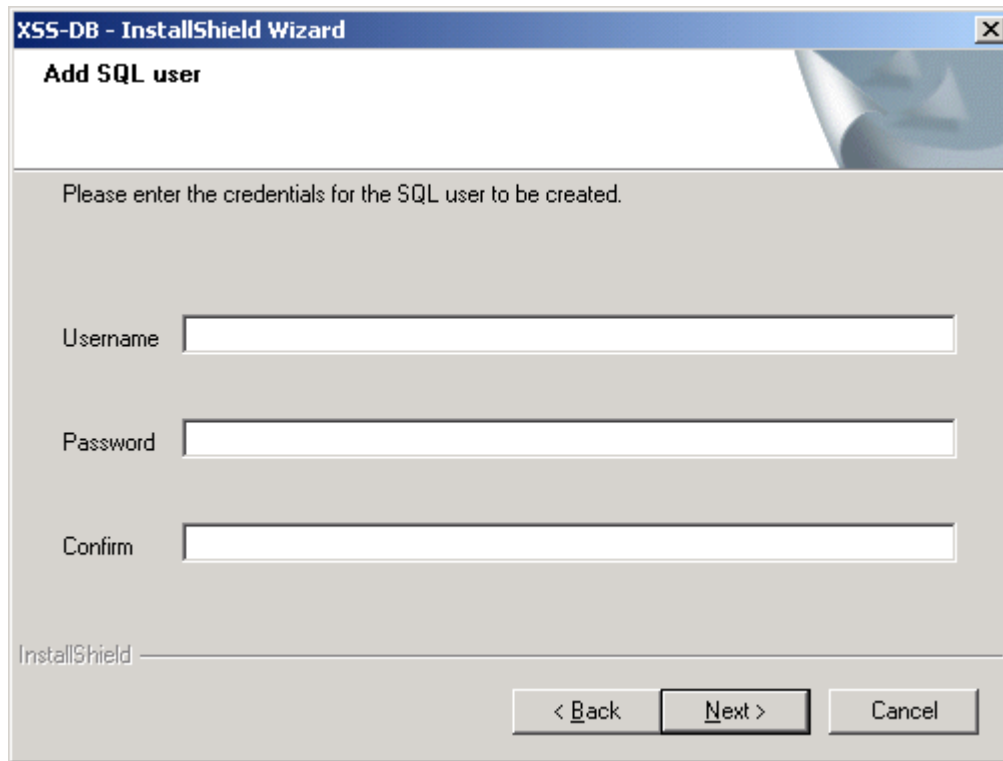 XSS-DB - InstallShield Wizard
Add SQL user
Please enter the credentials for the SQL user to be created.
Username
Password
Confirm
InstallShield
< Back Next > Cancel